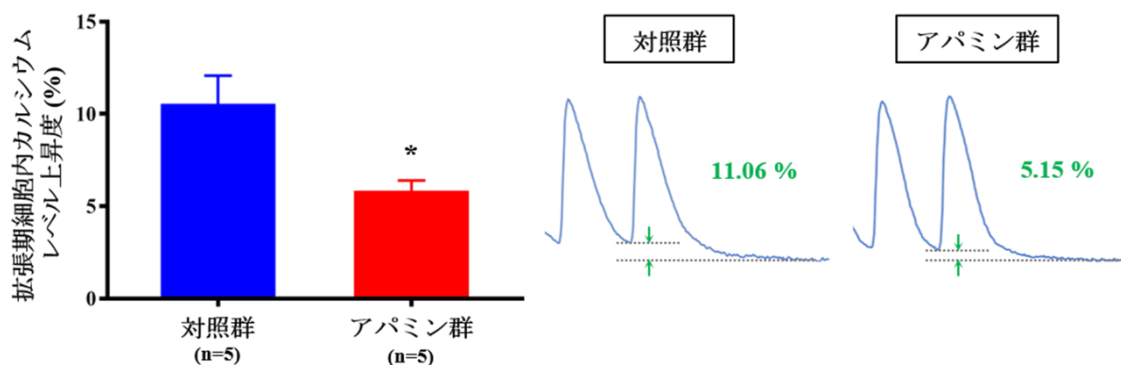 拡張期細胞内カルシウム
レベル上昇度 (%)
15
10
5
0
*
対照群
(n=5)
アパミン群
(n=5)
対照群
11.06 %
アパミン群
5.15 %